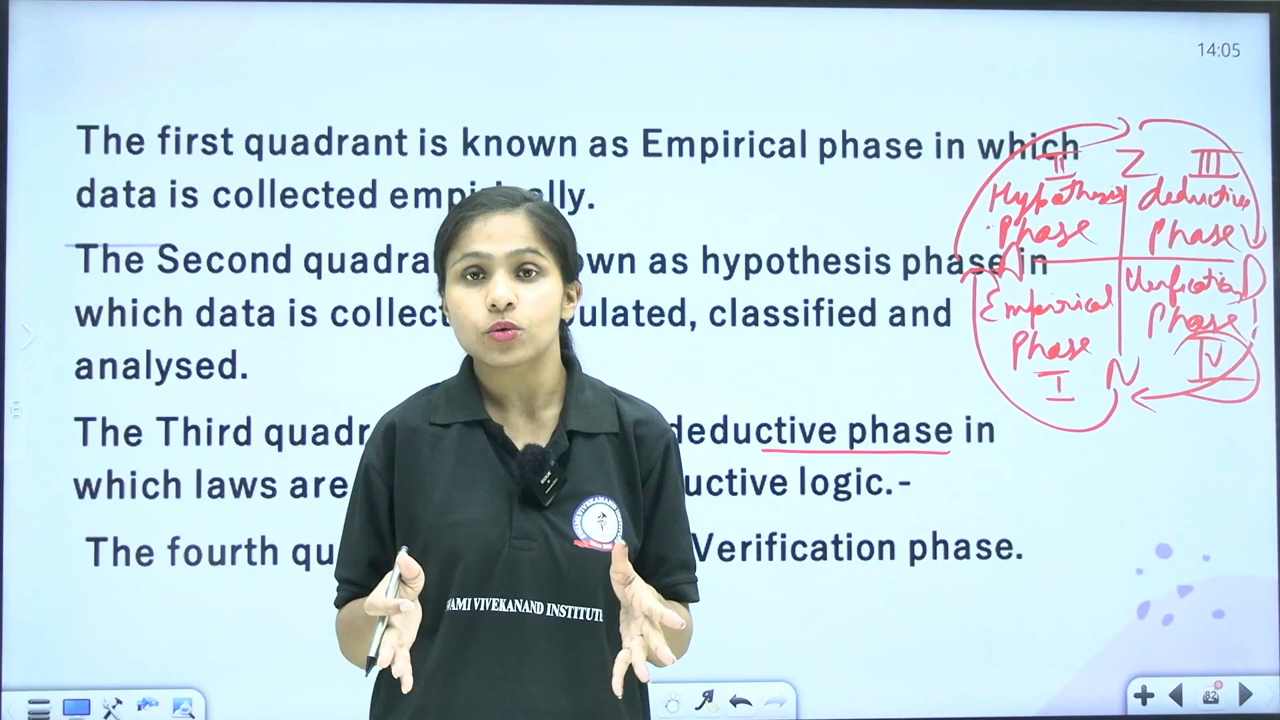 14:05
The first quadrant is known as Empirical phase in which
data is collected empirically.
The Second quadra own as hypothesis phase in
which data is collect ulated, classified and
analysed.
The Third quadr deductive phase in
which laws are uctive logic.-
The fourth qu Verification phase.
II Z III
Hypothesis deductive
Phase Phase
Empirical Verification
Phase Phase
I N IV
SWAMI VIVEKANAND INSTITUTE
82